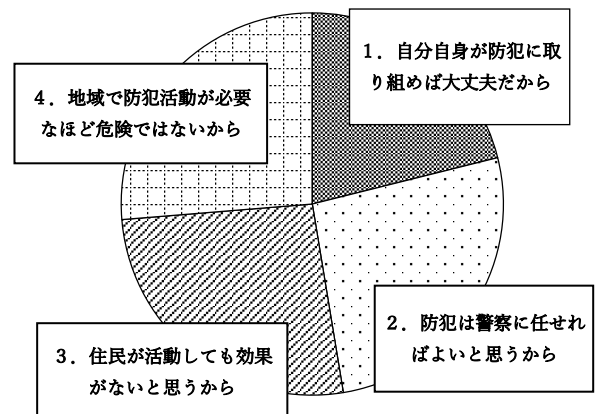 １．自分自身が防犯に取
り組めば大丈夫だから
４．地域で防犯活動が必要
なほど危険ではないから
２．防犯は警察に任せれ
ばよいと思うから
３．住民が活動しても効果
がないと思うから